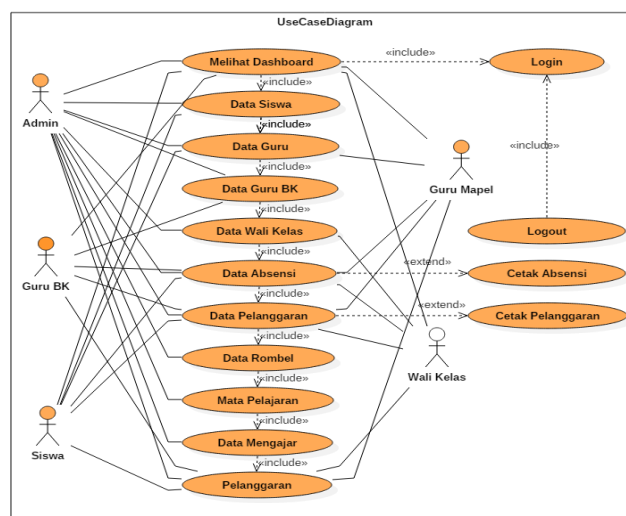 UseCaseDiagram
Melihat Dashboard
«include»
Login
«include»
Admin
Data Siswa
«include»
Data Guru
«include»
«include»
Guru Mapel
Data Guru BK
«include»
Data Wali Kelas
Logout
«include»
«extend»
Guru BK
Data Absensi
Cetak Absensi
«include»
«extend»
Data Pelanggaran
Cetak Pelanggaran
«include»
Data Rombel
Wali Kelas
«include»
Mata Pelajaran
«include»
Siswa
Data Mengajar
«include»
Pelanggaran